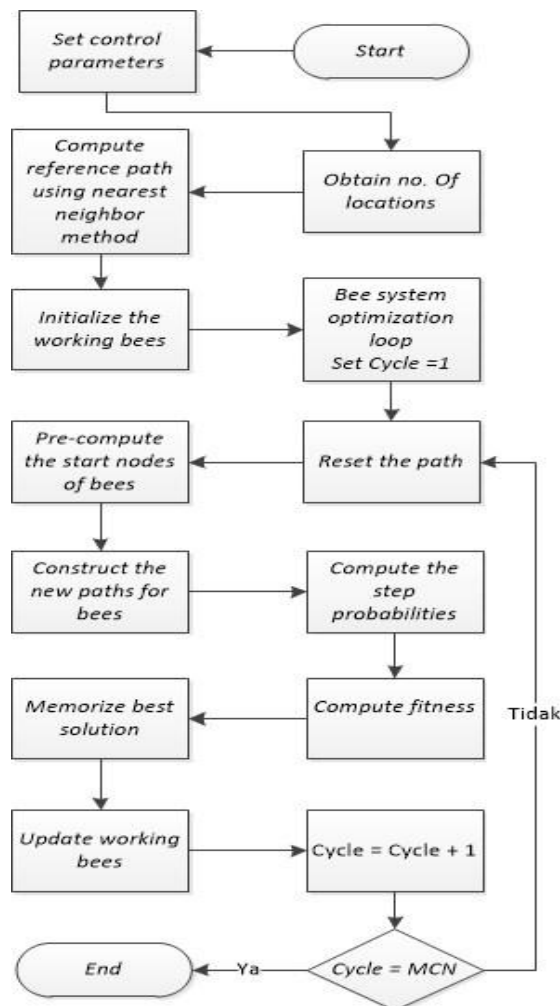 Start
Set control
parameters
Obtain no. Of
locations
Compute
reference path
using nearest
neighbor
method
Initialize the
working bees
Bee system
optimization
loop
Set Cycle =1
Reset the path
Pre-compute
the start nodes
of bees
Construct the
new paths for
bees
Compute the
step
probabilities
Compute fitness
Memorize best
solution
Update working
bees
Cycle = Cycle + 1
Cycle = MCN
Tidak
Ya
End